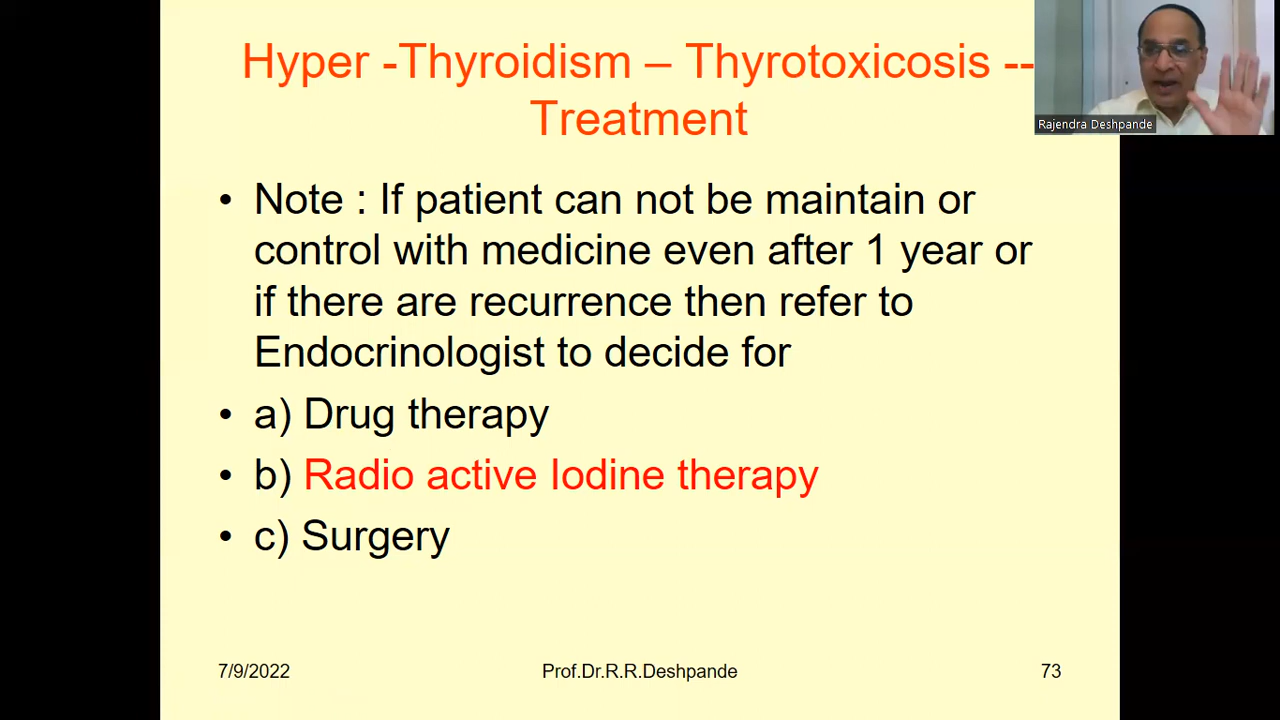 Hyper -Thyroidism – Thyrotoxicosis --
Treatment
Rajendra Deshpande
• Note : If patient can not be maintain or
control with medicine even after 1 year or
if there are recurrence then refer to
Endocrinologist to decide for
• a) Drug therapy
• b) Radio active Iodine therapy
• c) Surgery
7/9/2022
Prof.Dr.R.R.Deshpande
73